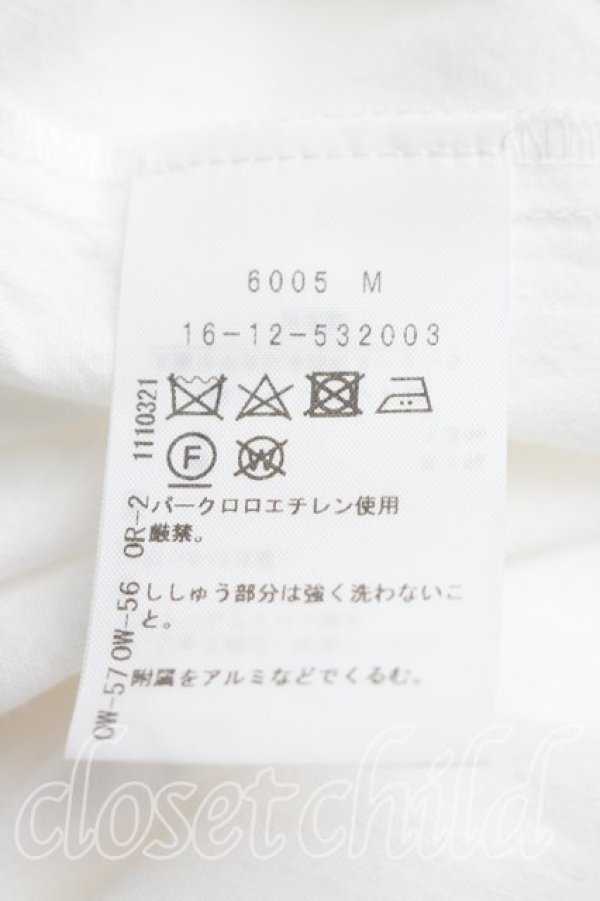 6005 M
16-12-532003
1110321
F
W
OR-2
パークロロエチレン使用
厳禁。
OW-56
ししゅう部分は強く洗わないこ
と。
OW-57
附属をアルミなどでくるむ。
closetchild